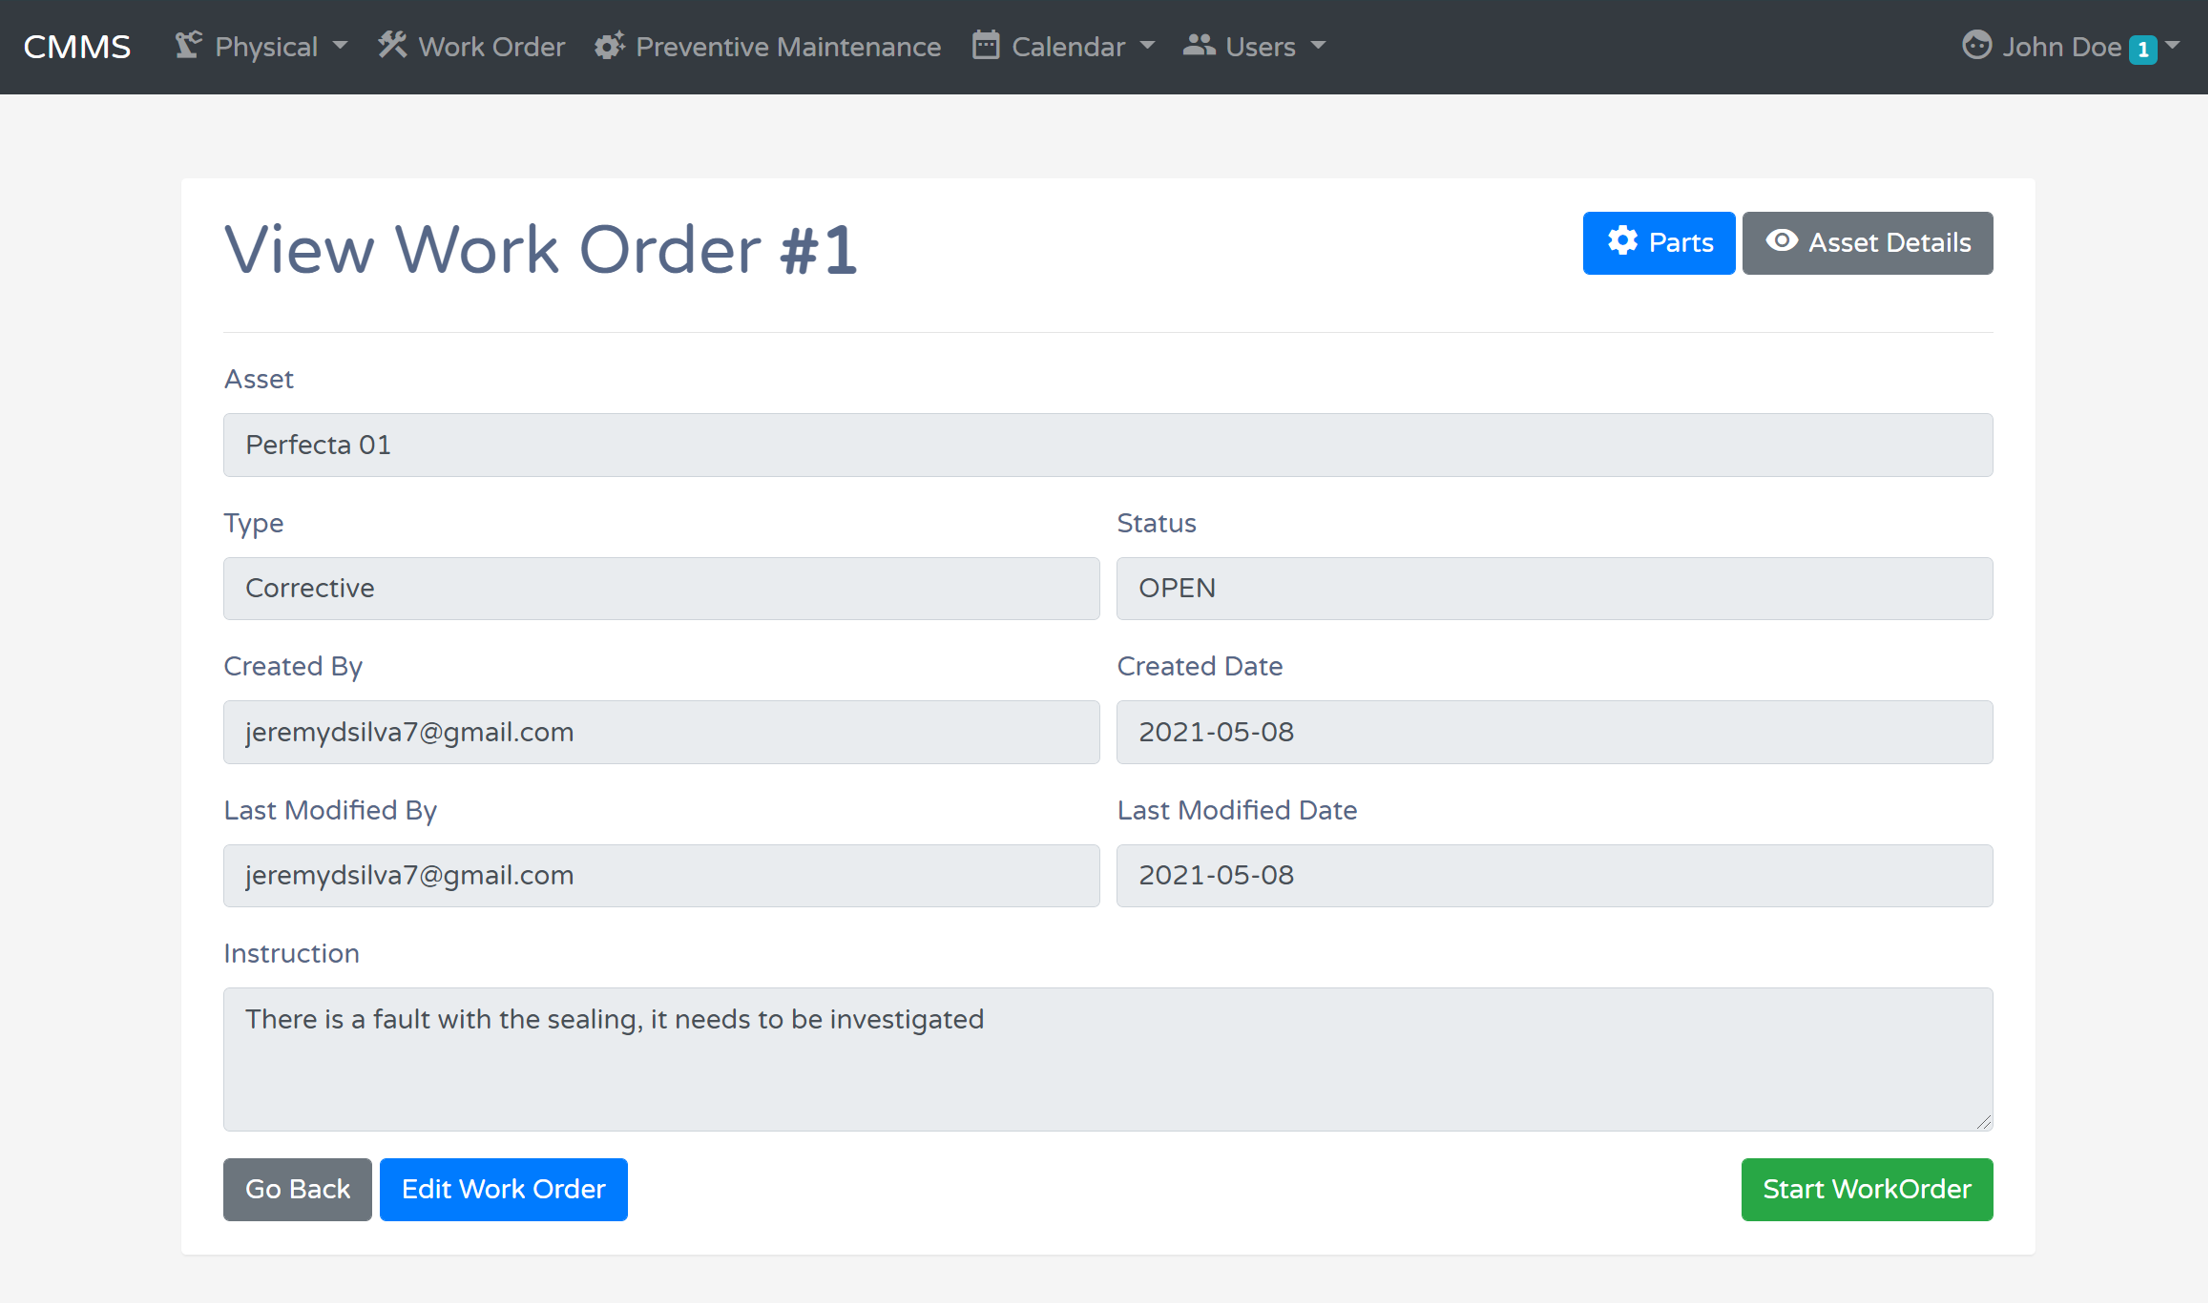 CMMS Physical Work Order Preventive Maintenance Calendar Users John Doe 1
View Work Order #1 Parts Asset Details
Asset
Perfecta 01
Type Status
Corrective OPEN
Created By Created Date
jeremydsilva7@gmail.com 2021-05-08
Last Modified By Last Modified Date
jeremydsilva7@gmail.com 2021-05-08
Instruction
There is a fault with the sealing, it needs to be investigated
Go Back Edit Work Order Start WorkOrder